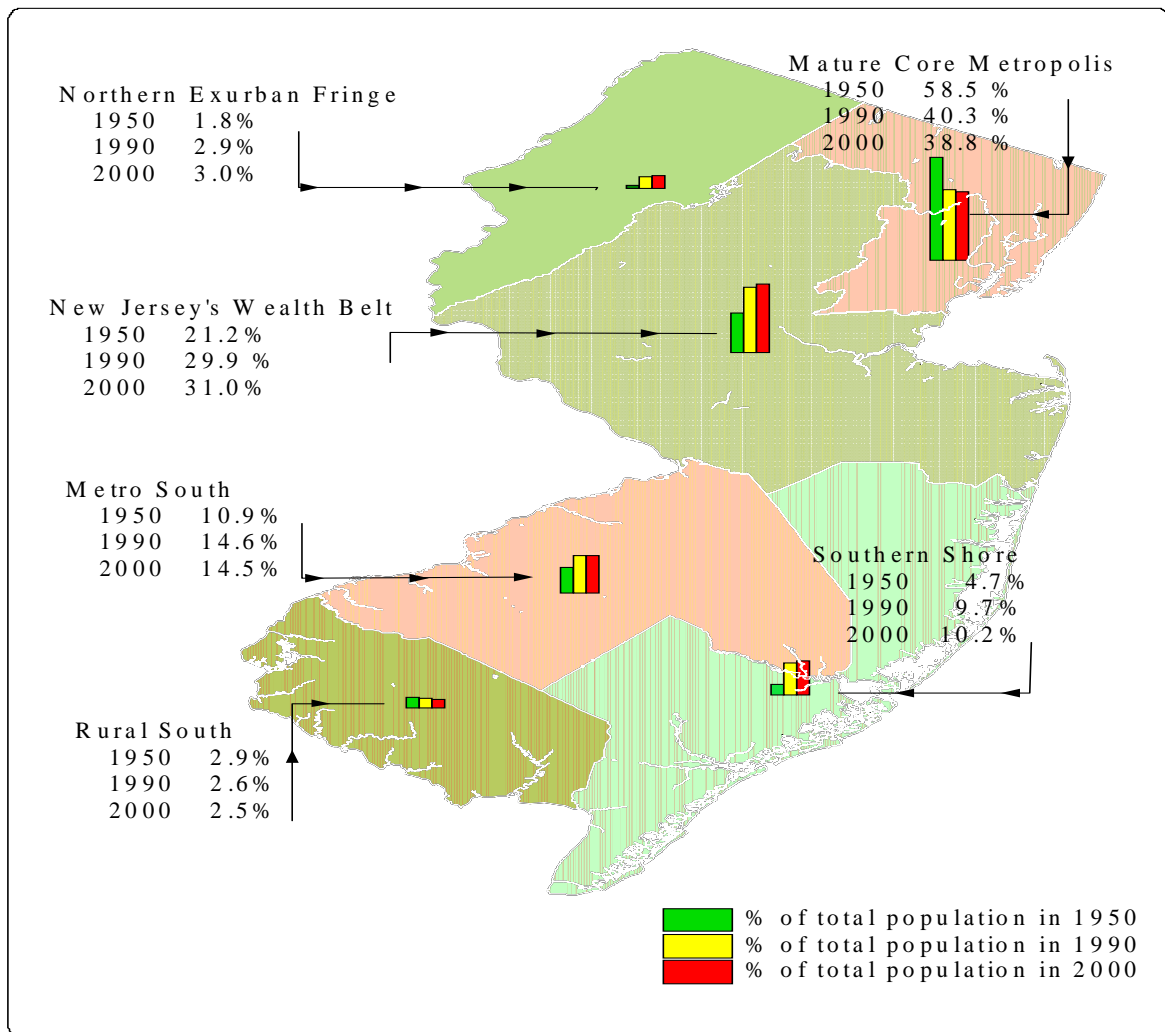 Northern Exurban Fringe
1950 1.8%
1990 2.9%
2000 3.0%
Mature Core Metropolis
1950 58.5 %
1990 40.3 %
2000 38.8 %
New Jersey's Wealth Belt
1950 21.2%
1990 29.9 %
2000 31.0%
Metro South
1950 10.9%
1990 14.6%
2000 14.5%
Southern Shore
1950 4.7%
1990 9.7%
2000 10.2%
Rural South
1950 2.9%
1990 2.6%
2000 2.5%
% of total population in 1950
% of total population in 1990
% of total population in 2000